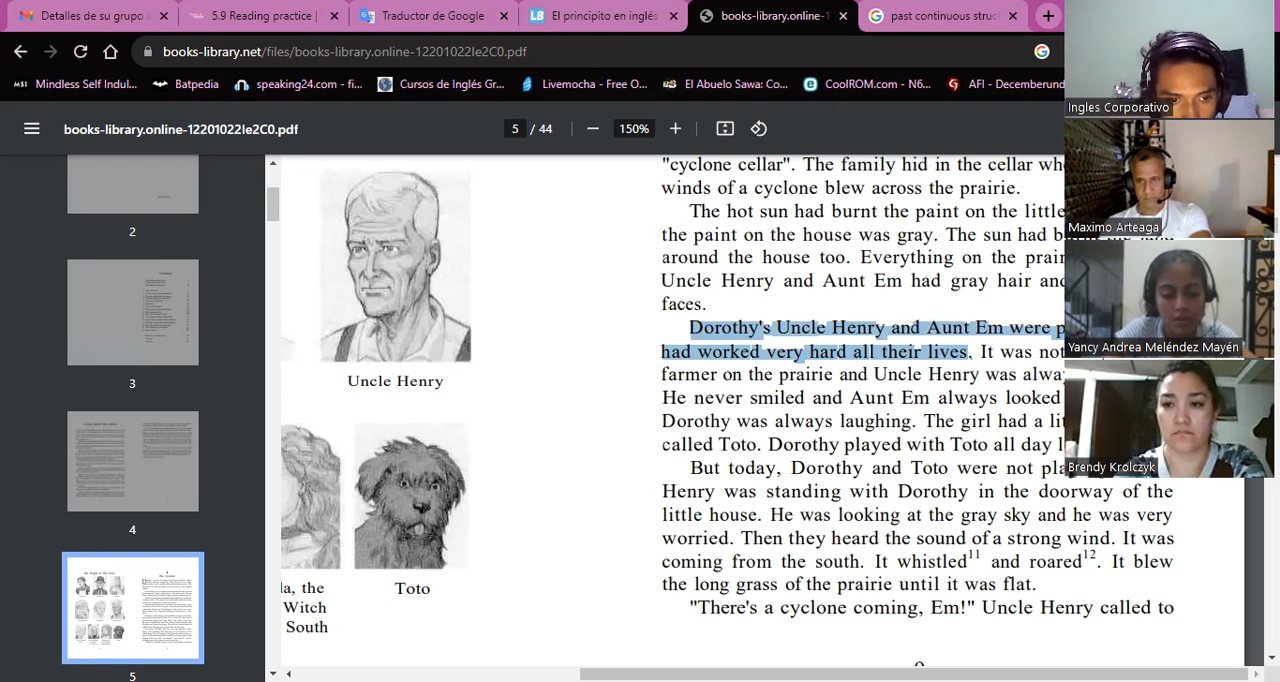 Detalles de su grupo a
5.9 Reading practice |
Traductor de Google
El principito en inglés
books-library.online-1
past continuous struc
books-library.net/files/books-library.online-12201022Ie2C0.pdf
Mindless Self Indul...
Batpedia
speaking24.com - fi...
Cursos de Inglés Gr...
Livemocha - Free O...
El Abuelo Sawa: Co...
CoolROM.com - N6...
AFI - Decemberund
books-library.online-12201022Ie2C0.pdf
5 / 44
150%
Ingles Corporativo
Maximo Arteaga
Yancy Andrea Meléndez Mayén
Brendy Krolczyk
2
3
4
5
Uncle Henry
la, the
Witch
South
Toto
"cyclone cellar". The family hid in the cellar
winds of a cyclone blew across the prairie.
The hot sun had burnt the paint on the little
the paint on the house was gray. The sun had
around the house too. Everything on the
Uncle Henry and Aunt Em had gray hair
faces.
Dorothy's Uncle Henry and Aunt Em were
had worked very hard all their lives. It was not
farmer on the prairie and Uncle Henry was
He never smiled and Aunt Em always looked
Dorothy was always laughing. The girl had a
called Toto. Dorothy played with Toto all day
But today, Dorothy and Toto were not
Henry was standing with Dorothy in the doorway of the
little house. He was looking at the gray sky and he was very
worried. Then they heard the sound of a strong wind. It was
coming from the south. It whistled11 and roared12. It blew
the long grass of the prairie until it was flat.
"There's a cyclone coming, Em!" Uncle Henry called to